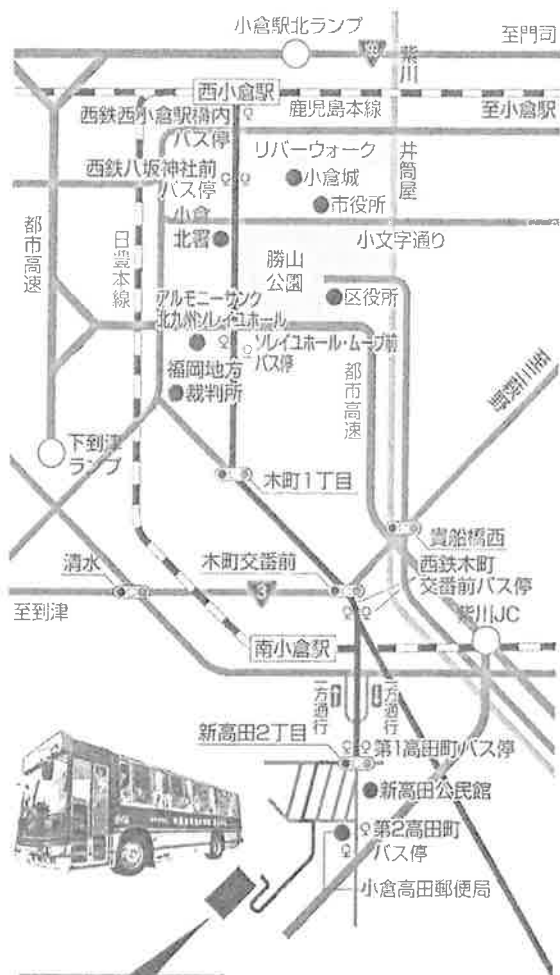 小倉駅北ランプ
199
至門司
紫川
西小倉駅
鹿児島本線
至小倉駅
西鉄西小倉駅構内
バス停
リバーウォーク
井筒屋
西鉄八坂神社前
バス停
小倉城
市役所
小倉
北署
小文字通り
都市高速
日豊本線
勝山
公園
区役所
アルモニーサンク
北九州ソレイユホール
ソレイユホール・ムーブ前
バス停
福岡地方
裁判所
都市高速
至三萩野
下到津
ランプ
木町1丁目
貴船橋西
清水
木町交番前
西鉄木町
交番前バス停
3
至到津
紫川JC
南小倉駅
一方通行
一方通行
新高田2丁目
第1高田町バス停
新高田公民館
第2高田町
バス停
小倉高田郵便局